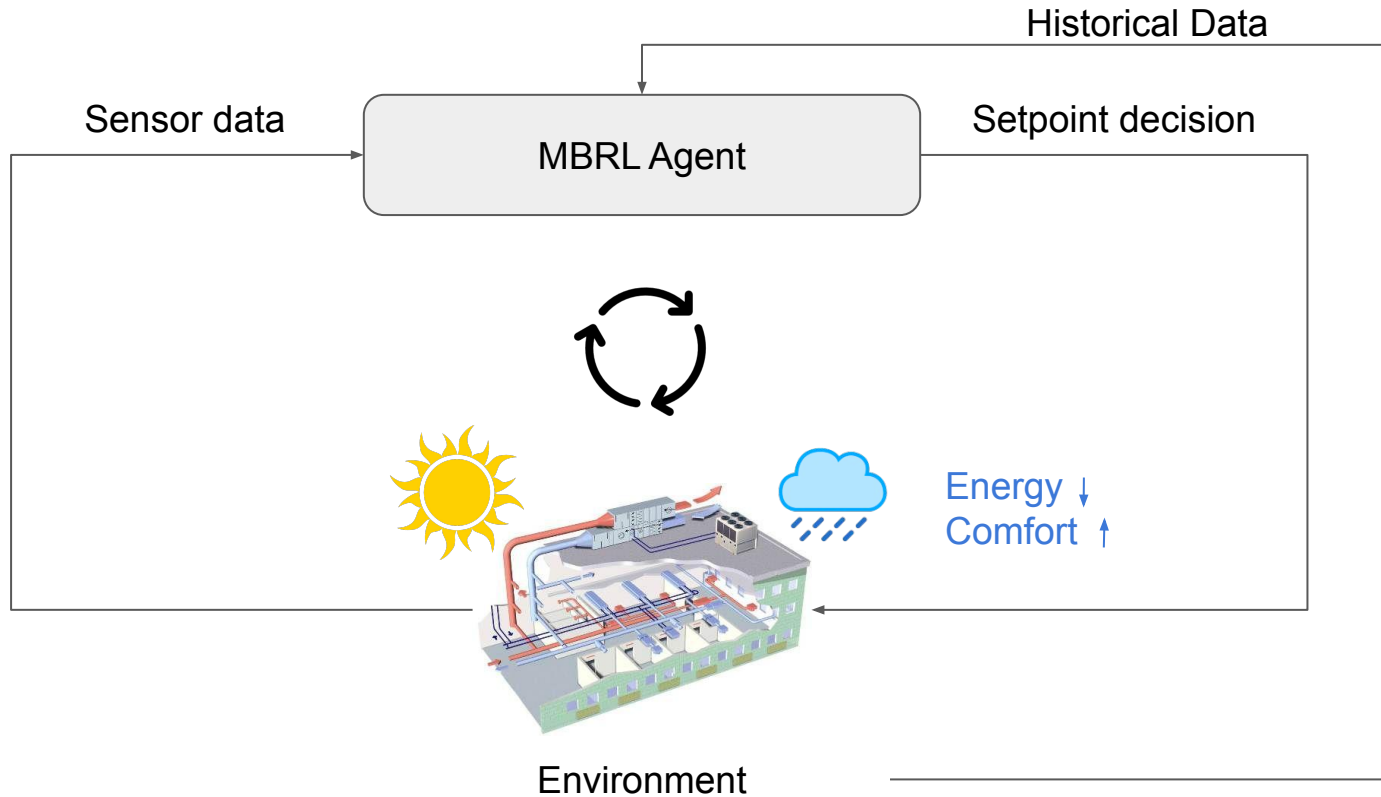 Historical Data
Sensor data
MBRL Agent
Setpoint decision
Energy ↓
Comfort ↑
Environment